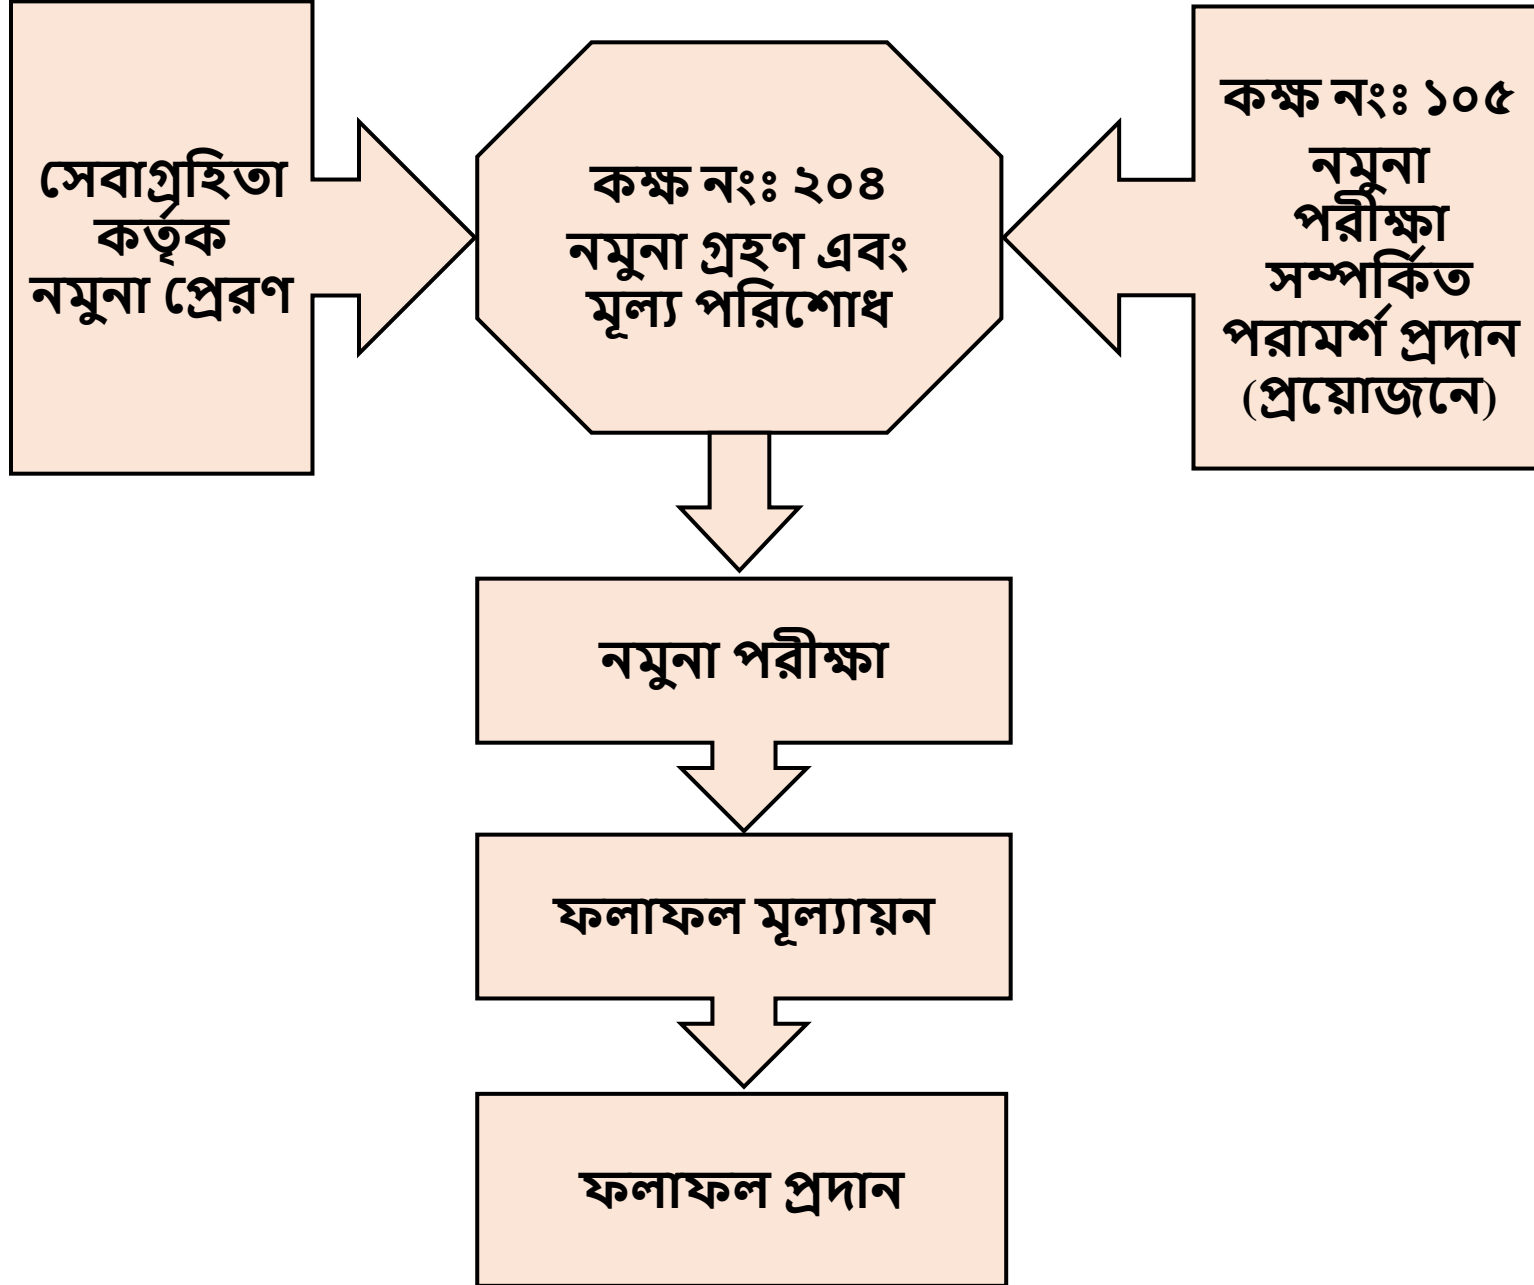 সেবাগ্রহিতা
কর্তৃক
নমুনা প্রেরণ
কক্ষ নংঃ ২০৪
নমুনা গ্রহণ এবং
মূল্য পরিশোধ
কক্ষ নংঃ ১০৫
নমুনা
পরীক্ষা
সম্পর্কিত
পরামর্শ প্রদান
(প্রয়োজনে)
নমুনা পরীক্ষা
ফলাফল মূল্যায়ন
ফলাফল প্রদান